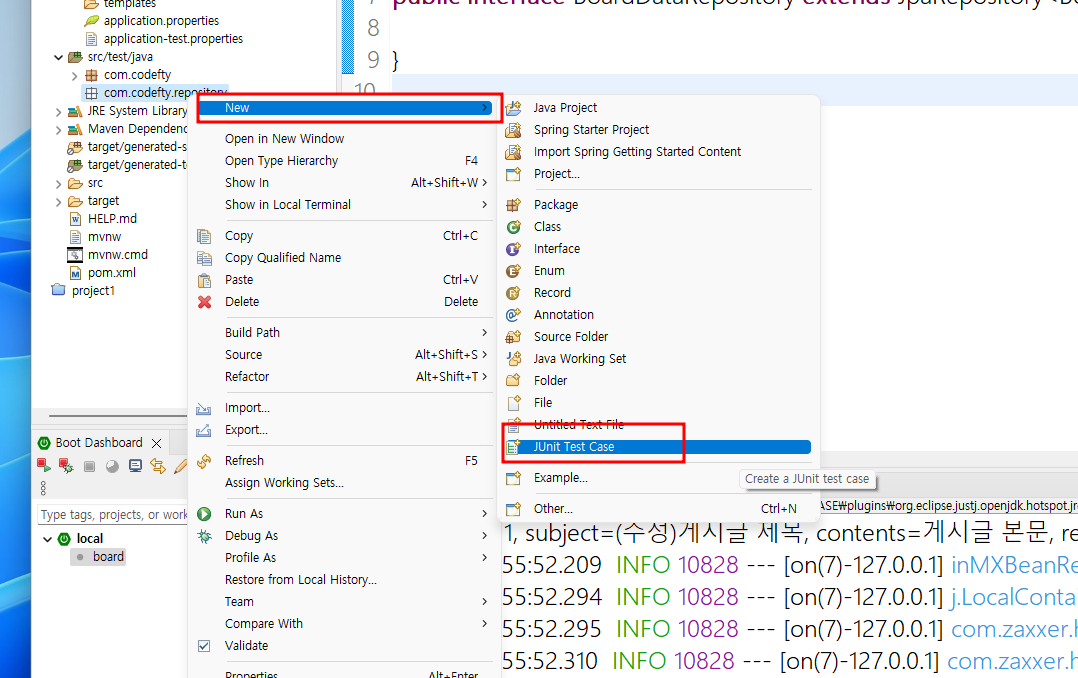 templates
application.properties
application-test.properties
src/test/java
com.codefty
com.codefty.repository
JRE System Library
Maven Dependenc
target/generated-s
target/generated-t
src
target
HELP.md
mvnw
mvnw.cmd
pom.xml
project1
Boot Dashboard
Type tags, projects, or work
local
board
New
Open in New Window
Open Type Hierarchy F4
Show In Alt+Shift+W
Show in Local Terminal
Copy Ctrl+C
Copy Qualified Name
Paste Ctrl+V
Delete Delete
Build Path
Source Alt+Shift+S
Refactor Alt+Shift+T
Import...
Export...
Refresh F5
Assign Working Sets...
Run As
Debug As
Profile As
Restore from Local History...
Team
Compare With
Validate
Properties Alt+Enter
Java Project
Spring Starter Project
Import Spring Getting Started Content
Project...
Package
Class
Interface
Enum
Record
Annotation
Source Folder
Java Working Set
Folder
File
Untitled Text File
JUnit Test Case
Example...
Other... Ctrl+N
Create a JUnit test case
7 public interface BoardDataRepository extends JpaRepository<Bo
8
9 }
10
ASE₩plugins₩org.eclipse.justj.openjdk.hotspot.jr
1, subject=(수정)게시글 제목, contents=게시글 본문, re
55:52.209 INFO 10828 --- [on(7)-127.0.0.1] inMXBeanRe
55:52.294 INFO 10828 --- [on(7)-127.0.0.1] j.LocalConta
55:52.295 INFO 10828 --- [on(7)-127.0.0.1] com.zaxxer.h
55:52.310 INFO 10828 --- [on(7)-127.0.0.1] com.zaxxer.h